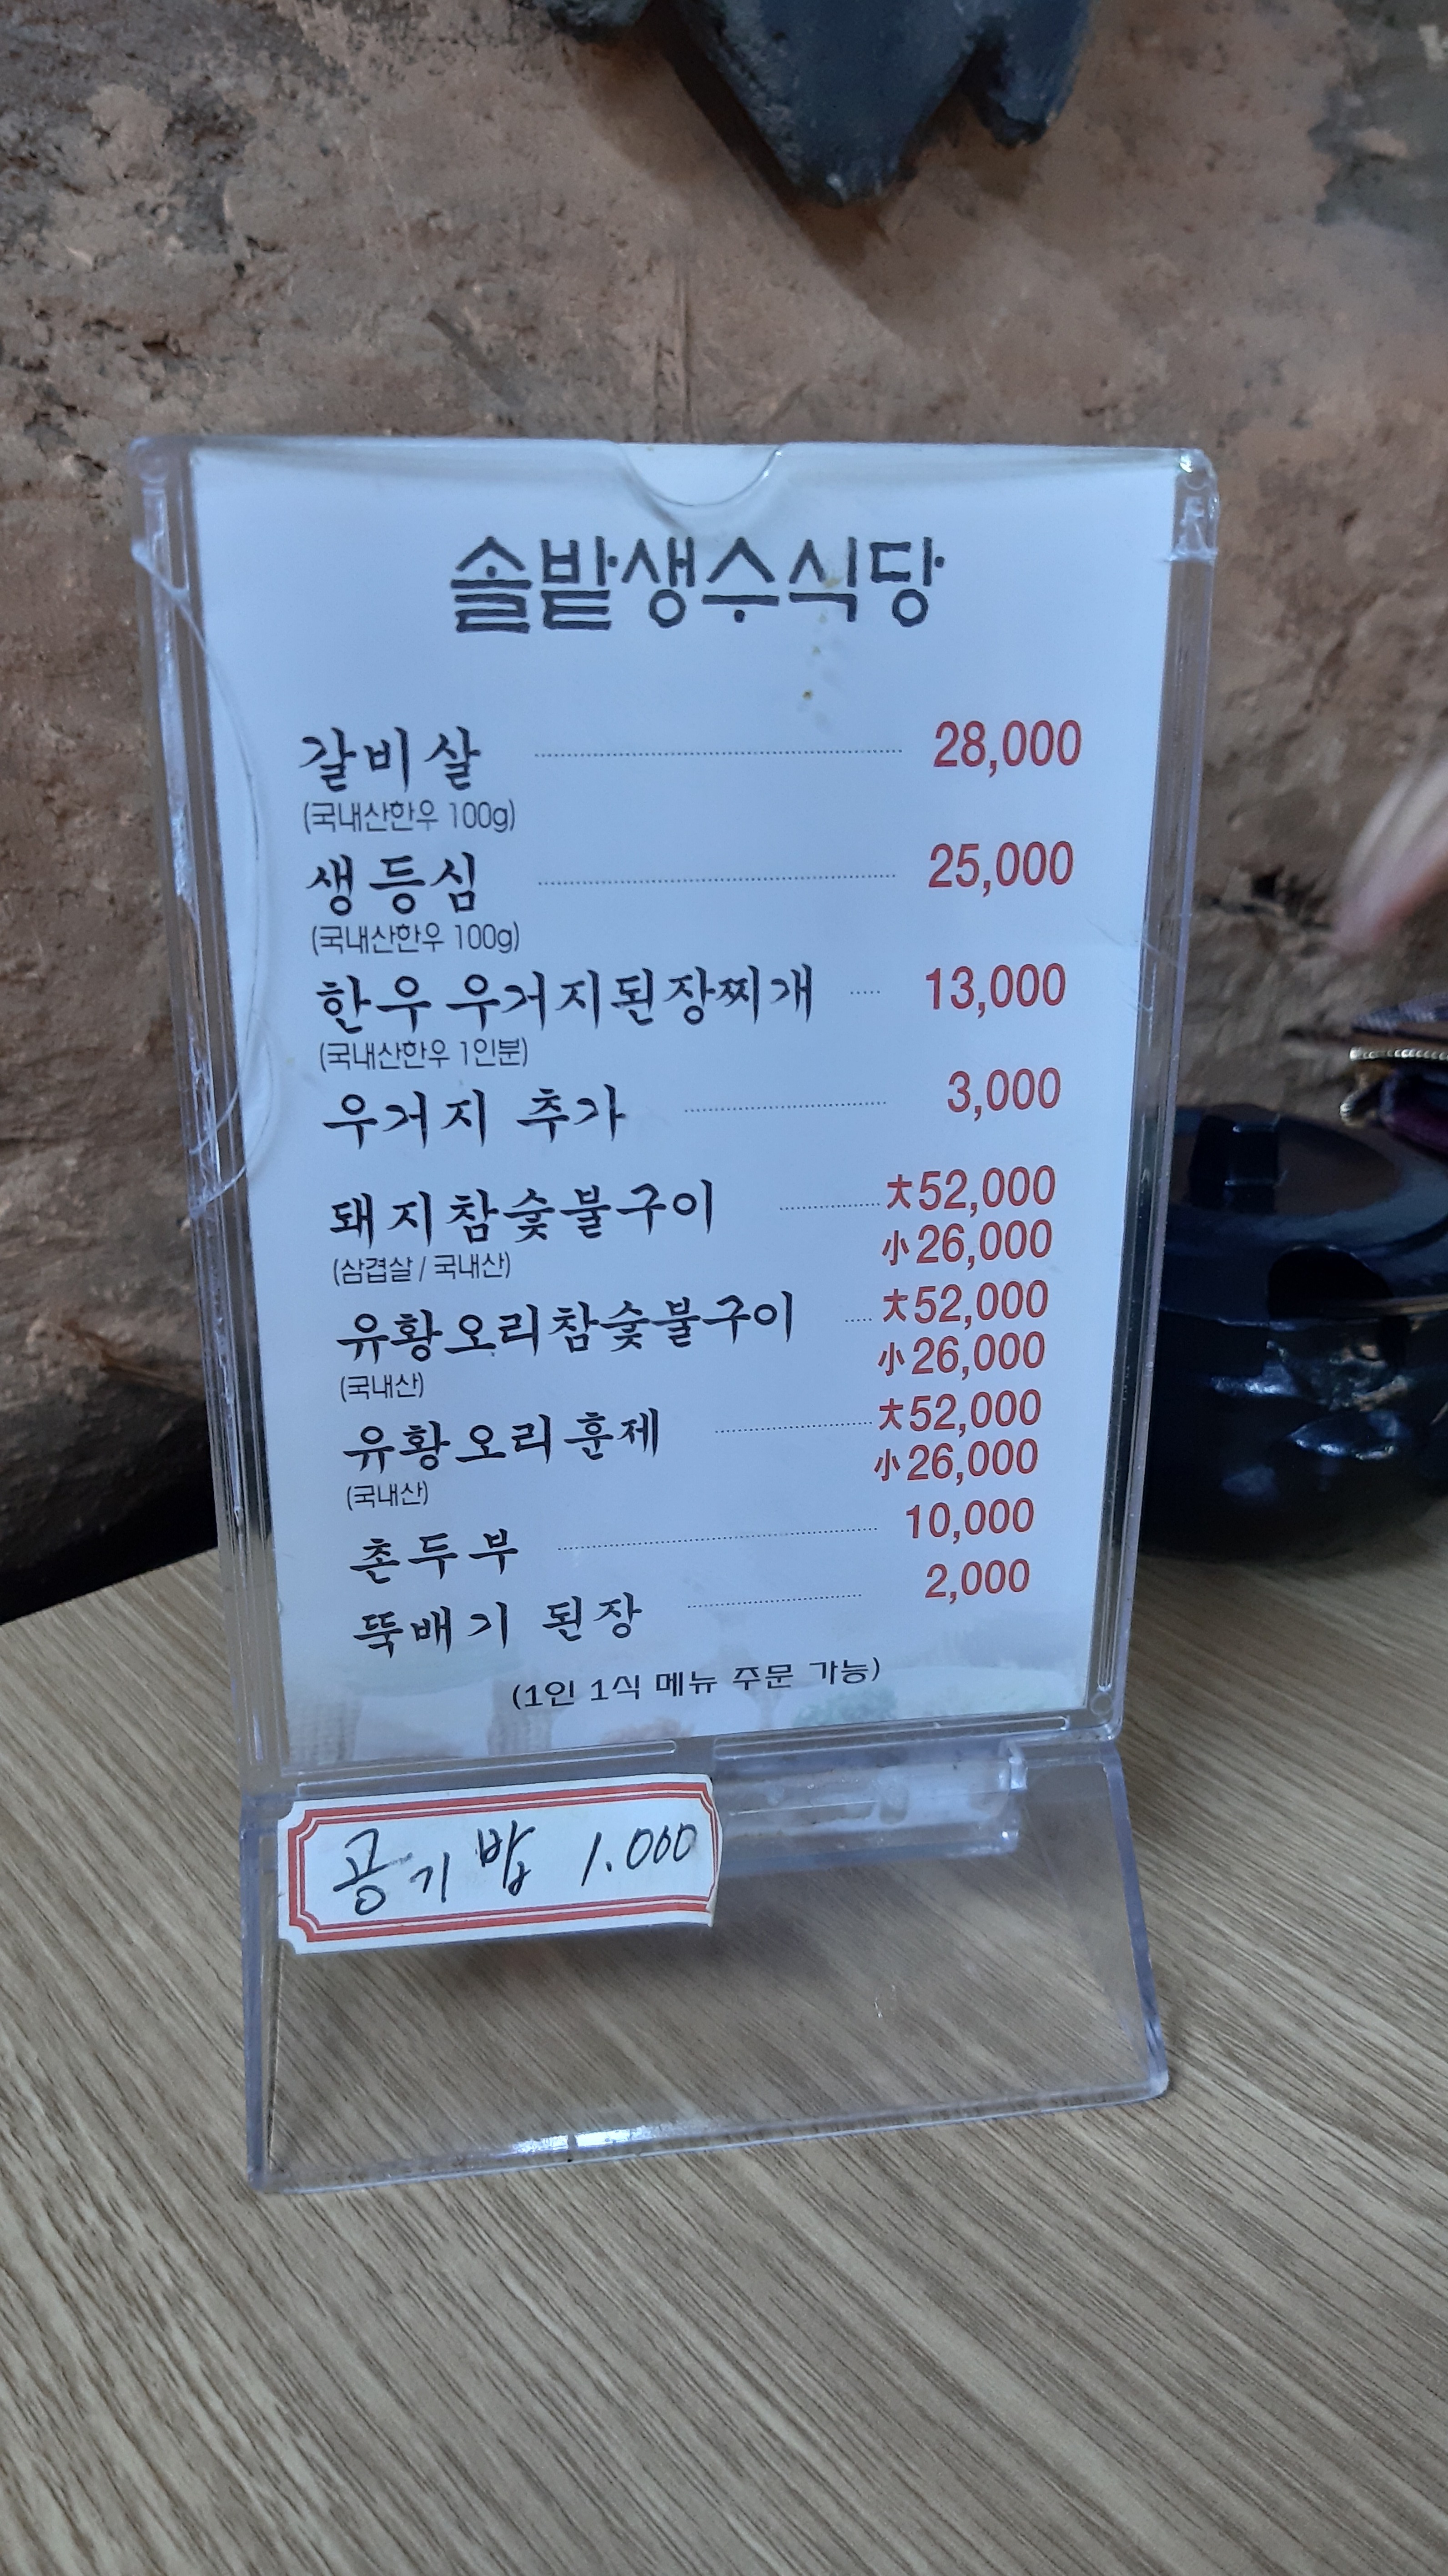 솔밭생수식당
갈비살 28,000
(국내산한우 100g)
생등심 25,000
(국내산한우 100g)
한우 우거지된장찌개 13,000
(국내산한우 1인분)
우거지 추가 3,000
돼지참숯불구이 大52,000
小26,000
(삼겹살 / 국내산)
유황오리참숯불구이 大52,000
小26,000
(국내산)
유황오리훈제 大52,000
小26,000
(국내산)
촌두부 10,000
뚝배기 된장 2,000
(1인 1식 메뉴 주문 가능)
공기밥 1.000